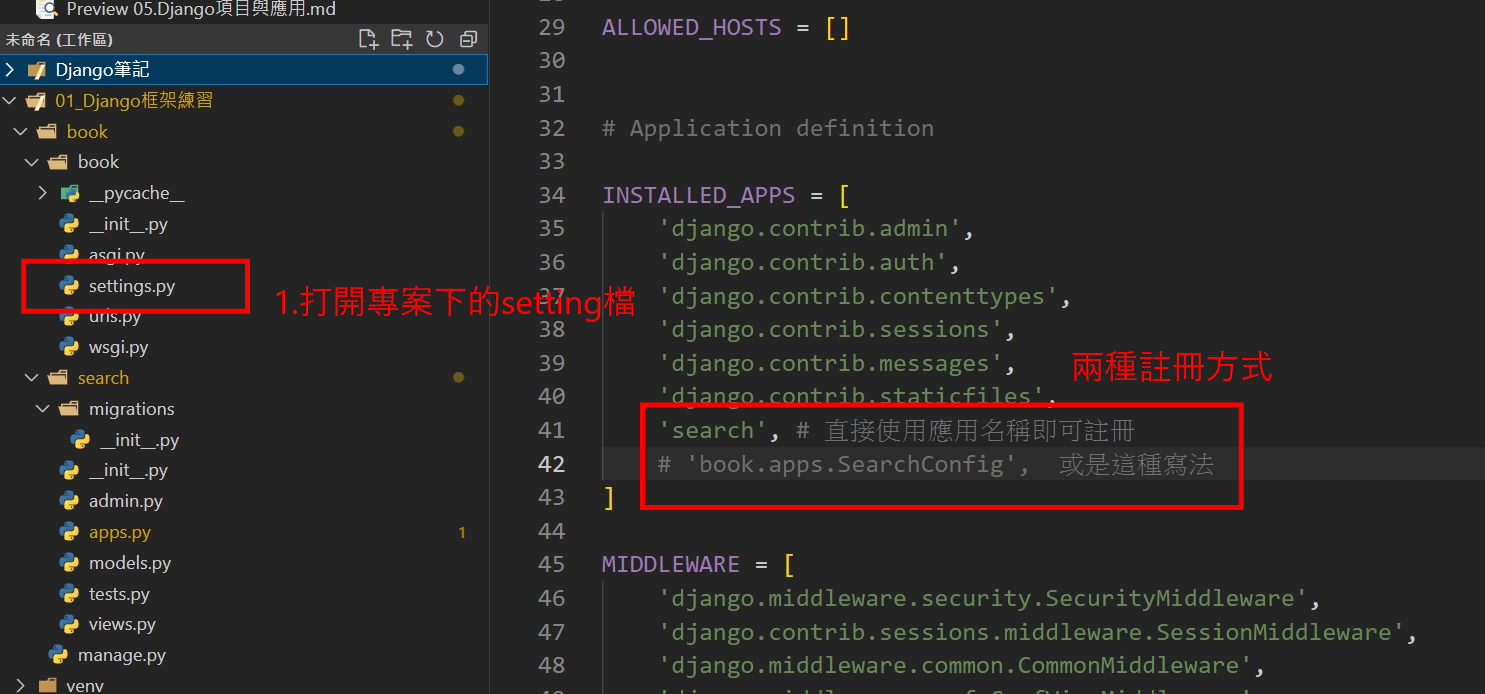 Preview 05.Django項目與應用.md
未命名 (工作區)
Django筆記
01_Django框架練習
book
book
__pycache__
__init__.py
asgi.py
settings.py
1.打開專案下的setting檔
urls.py
wsgi.py
search
migrations
__init__.py
__init__.py
admin.py
apps.py 1
models.py
tests.py
views.py
manage.py
venv
29 ALLOWED_HOSTS = []
30
31
32 # Application definition
33
34 INSTALLED_APPS = [
35 'django.contrib.admin',
36 'django.contrib.auth',
37 'django.contrib.contenttypes',
38 'django.contrib.sessions',
39 'django.contrib.messages',
兩種註冊方式
40 'django.contrib.staticfiles',
41 'search', # 直接使用應用名稱即可註冊
42 # 'book.apps.SearchConfig', 或是這種寫法
43 ]
44
45 MIDDLEWARE = [
46 'django.middleware.security.SecurityMiddleware',
47 'django.contrib.sessions.middleware.SessionMiddleware',
48 'django.middleware.common.CommonMiddleware',